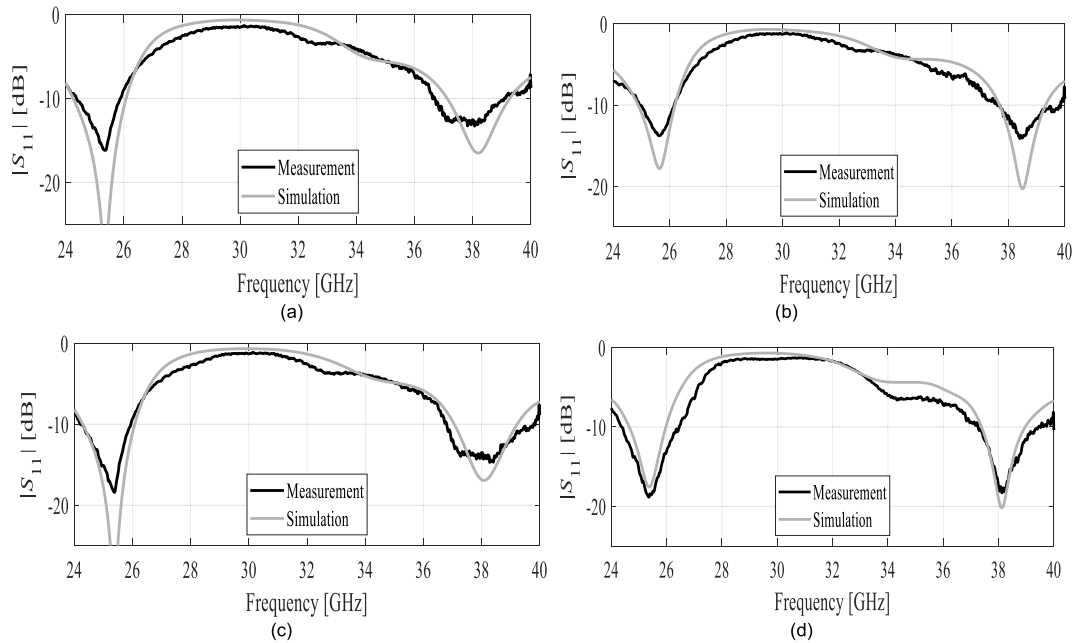 0
-10
-20
|S11| [dB]
Measurement
Simulation
24 26 28 30 32 34 36 38 40
Frequency [GHz]
(a)
0
-10
-20
|S11| [dB]
Measurement
Simulation
24 26 28 30 32 34 36 38 40
Frequency [GHz]
(b)
0
-10
-20
|S11| [dB]
Measurement
Simulation
24 26 28 30 32 34 36 38 40
Frequency [GHz]
(c)
0
-10
-20
|S11| [dB]
Measurement
Simulation
24 26 28 30 32 34 36 38 40
Frequency [GHz]
(d)